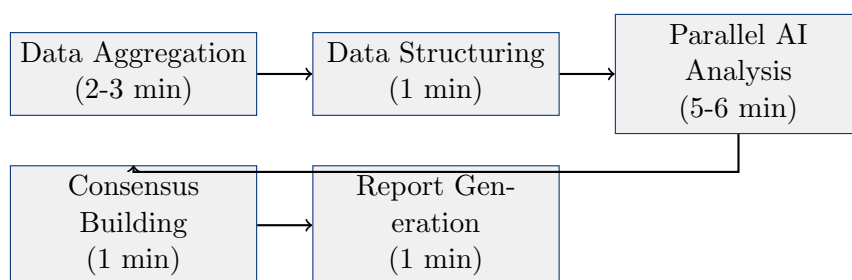 Data Aggregation
(2-3 min)
Data Structuring
(1 min)
Parallel AI
Analysis
(5-6 min)
Consensus
Building
(1 min)
Report Gen-
eration
(1 min)